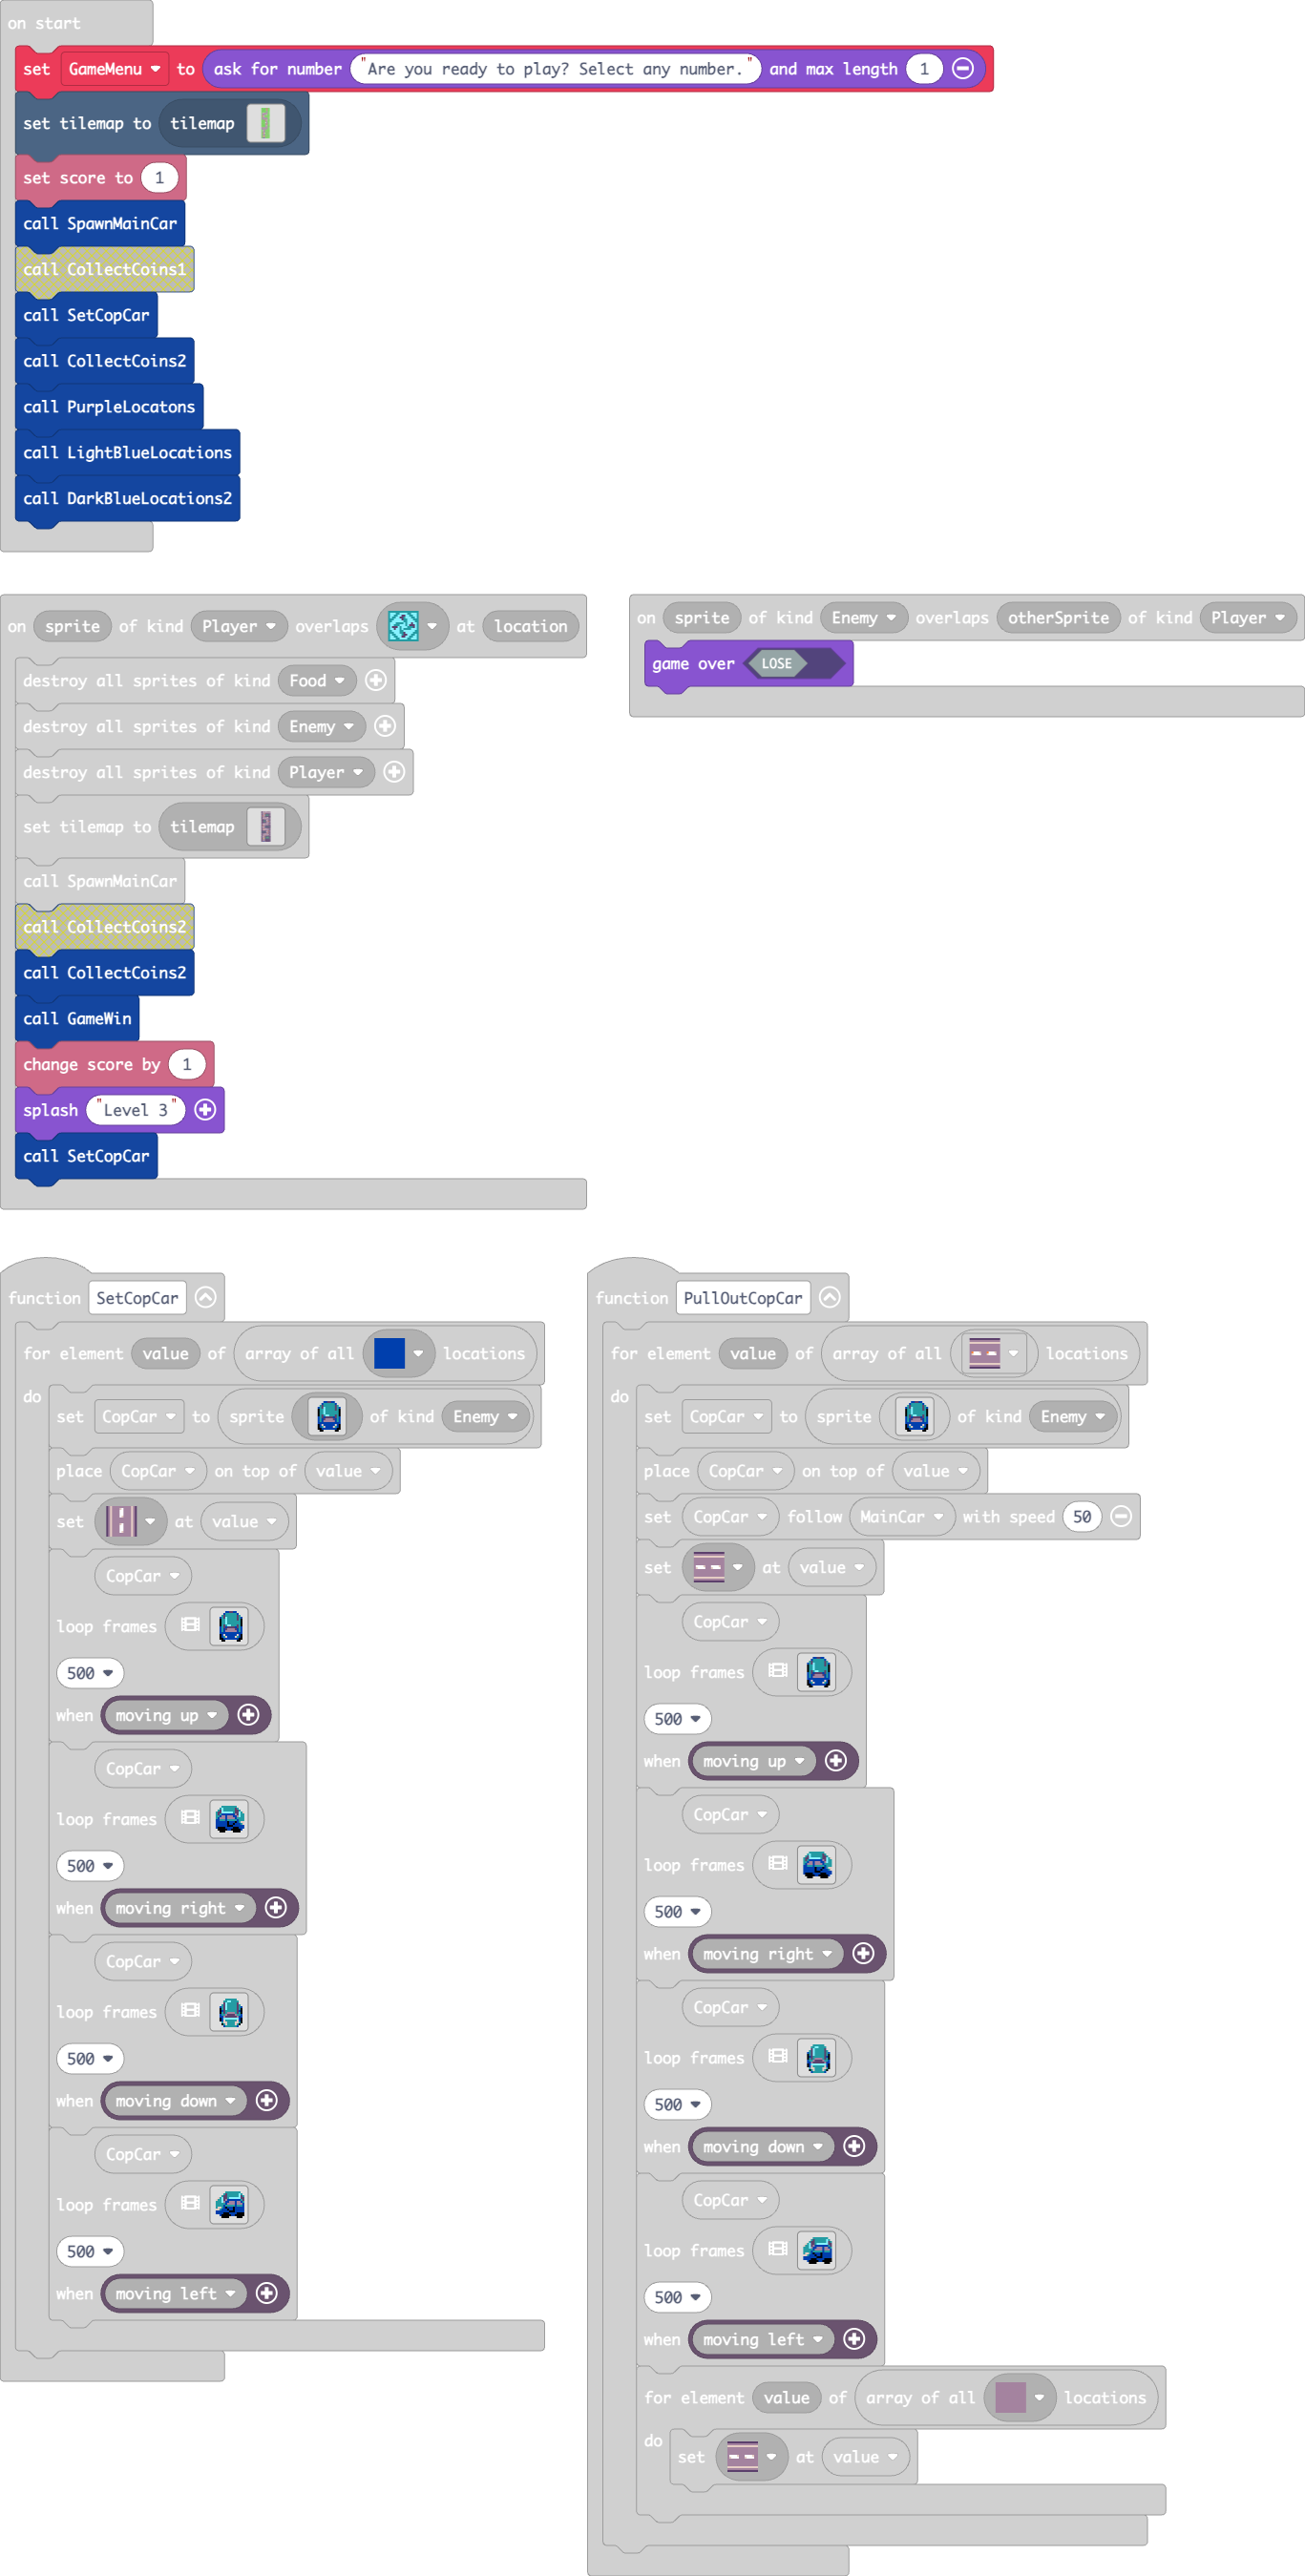 on start
set GameMenu to ask for number "Are you ready to play? Select any number." and max length 1
set tilemap to tilemap
set score to 1
call SpawnMainCar
call CollectCoins1
call SetCopCar
call CollectCoins2
call PurpleLocatons
call LightBlueLocations
call DarkBlueLocations2
on sprite of kind Player overlaps at location
destroy all sprites of kind Food
destroy all sprites of kind Enemy
destroy all sprites of kind Player
set tilemap to tilemap
call SpawnMainCar
call CollectCoins2
call CollectCoins2
call GameWin
change score by 1
splash "Level 3"
call SetCopCar
on sprite of kind Enemy overlaps otherSprite of kind Player
game over LOSE
function SetCopCar
for element value of array of all locations
do
set CopCar to sprite of kind Enemy
place CopCar on top of value
set at value
CopCar
loop frames
500
when moving up
CopCar
loop frames
500
when moving right
CopCar
loop frames
500
when moving down
CopCar
loop frames
500
when moving left
function PullOutCopCar
for element value of array of all locations
do
set CopCar to sprite of kind Enemy
place CopCar on top of value
set CopCar follow MainCar with speed 50
set at value
CopCar
loop frames
500
when moving up
CopCar
loop frames
500
when moving right
CopCar
loop frames
500
when moving down
CopCar
loop frames
500
when moving left
for element value of array of all locations
do
set at value